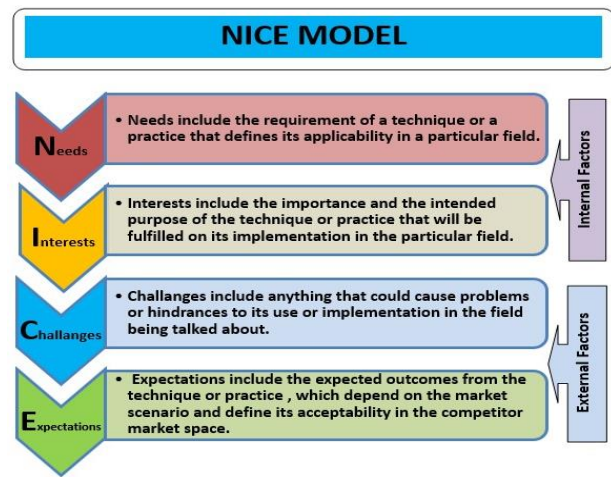 NICE MODEL
Needs
• Needs include the requirement of a technique or a
practice that defines its applicability in a particular field.
Interests
• Interests include the importance and the intended
purpose of the technique or practice that will be
fulfilled on its implementation in the particular field.
Internal Factors
Challanges
• Challanges include anything that could cause problems
or hindrances to its use or implementation in the field
being talked about.
Expectations
• Expectations include the expected outcomes from the
technique or practice , which depend on the market
scenario and define its acceptability in the competitor
market space.
External Factors